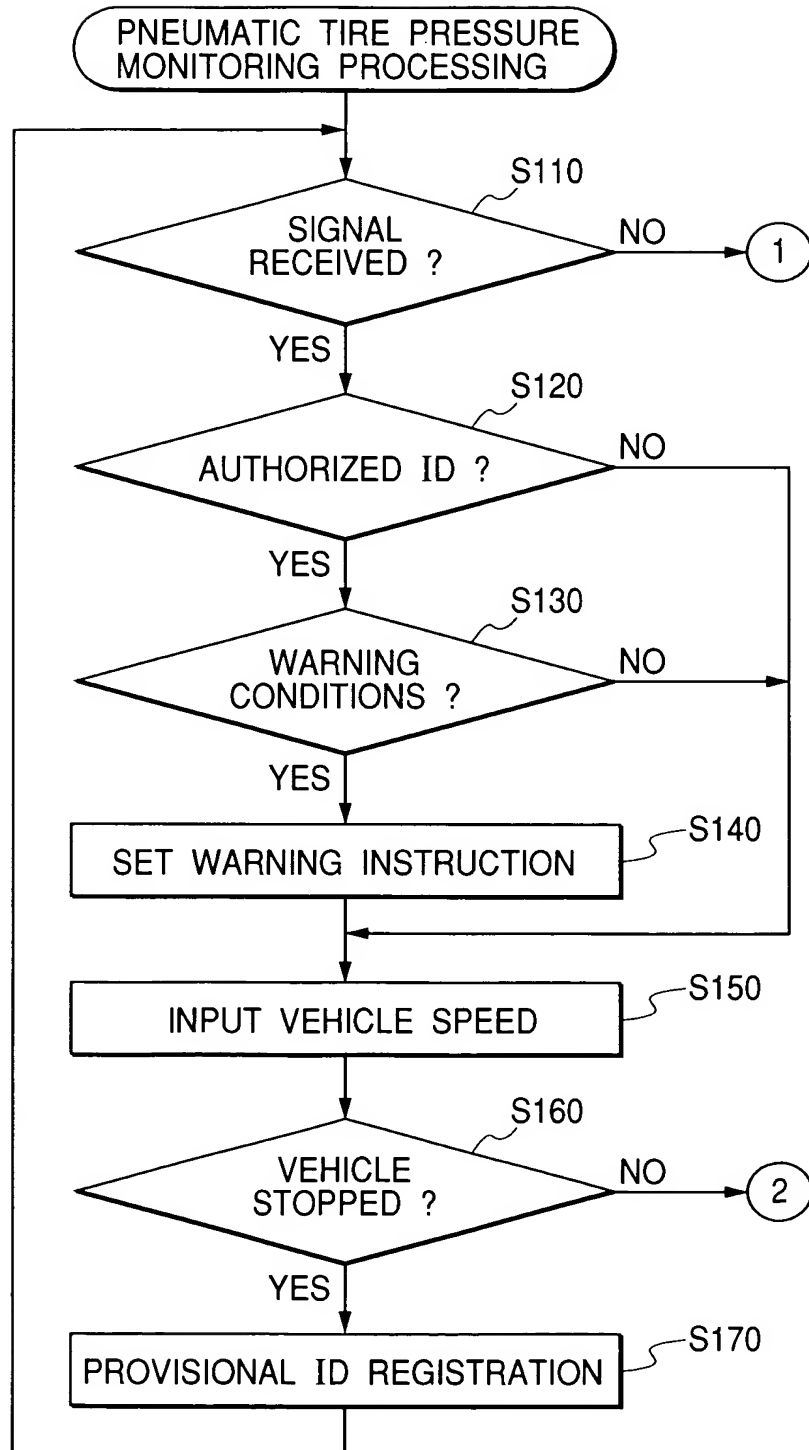 PNEUMATIC TIRE PRESSURE
MONITORING PROCESSING
S110
SIGNAL
RECEIVED ?
NO
1
YES
S120
AUTHORIZED ID ?
NO
YES
S130
WARNING
CONDITIONS ?
NO
YES
S140
SET WARNING INSTRUCTION
S150
INPUT VEHICLE SPEED
S160
VEHICLE
STOPPED ?
NO
2
YES
S170
PROVISIONAL ID REGISTRATION